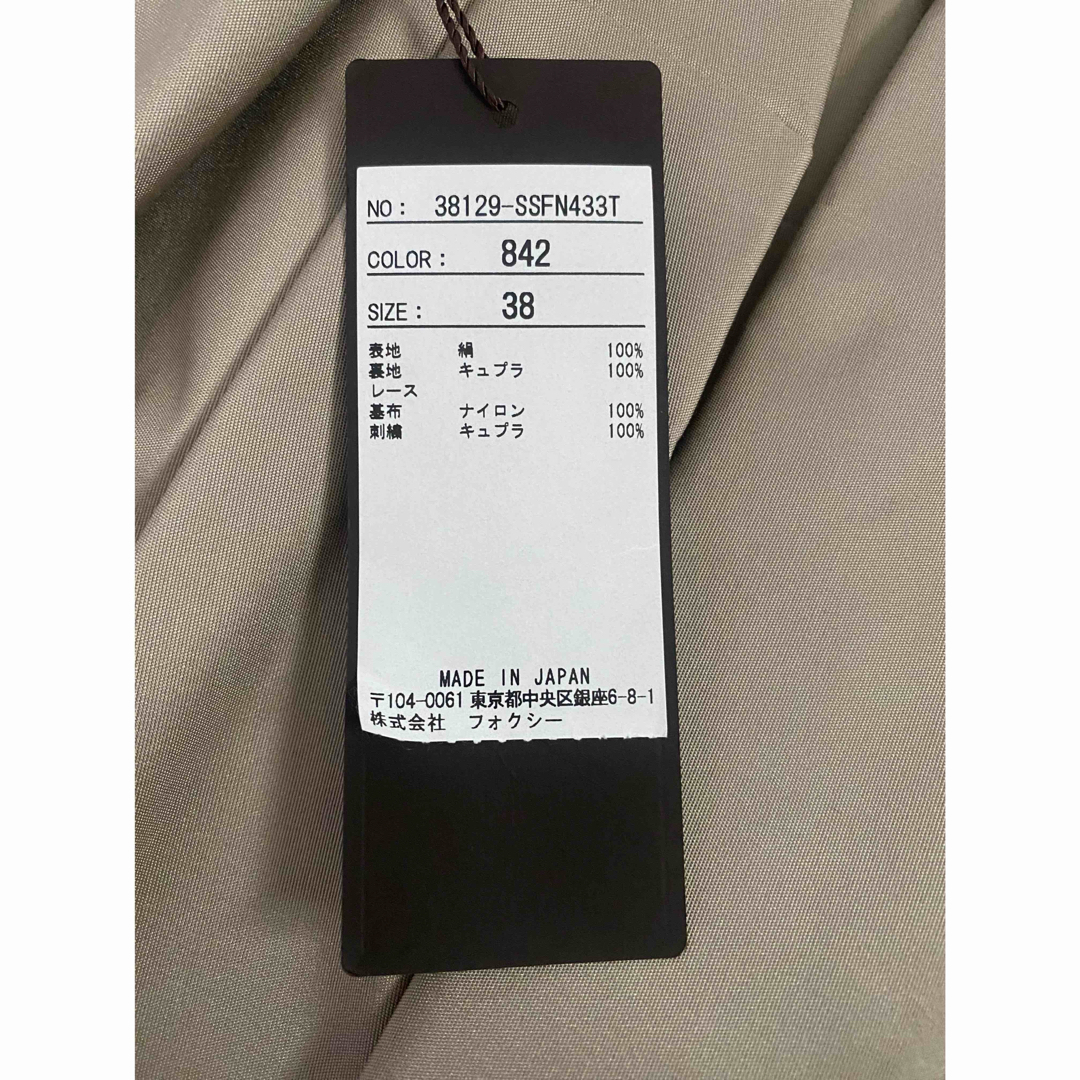 NO： 38129-SSFN433T
COLOR： 842
SIZE： 38
表地 絹 100%
裏地 キュプラ 100%
レース
基布 ナイロン 100%
刺繍 キュプラ 100%
MADE IN JAPAN
〒104-0061 東京都中央区銀座6-8-1
株式会社 フォクシー